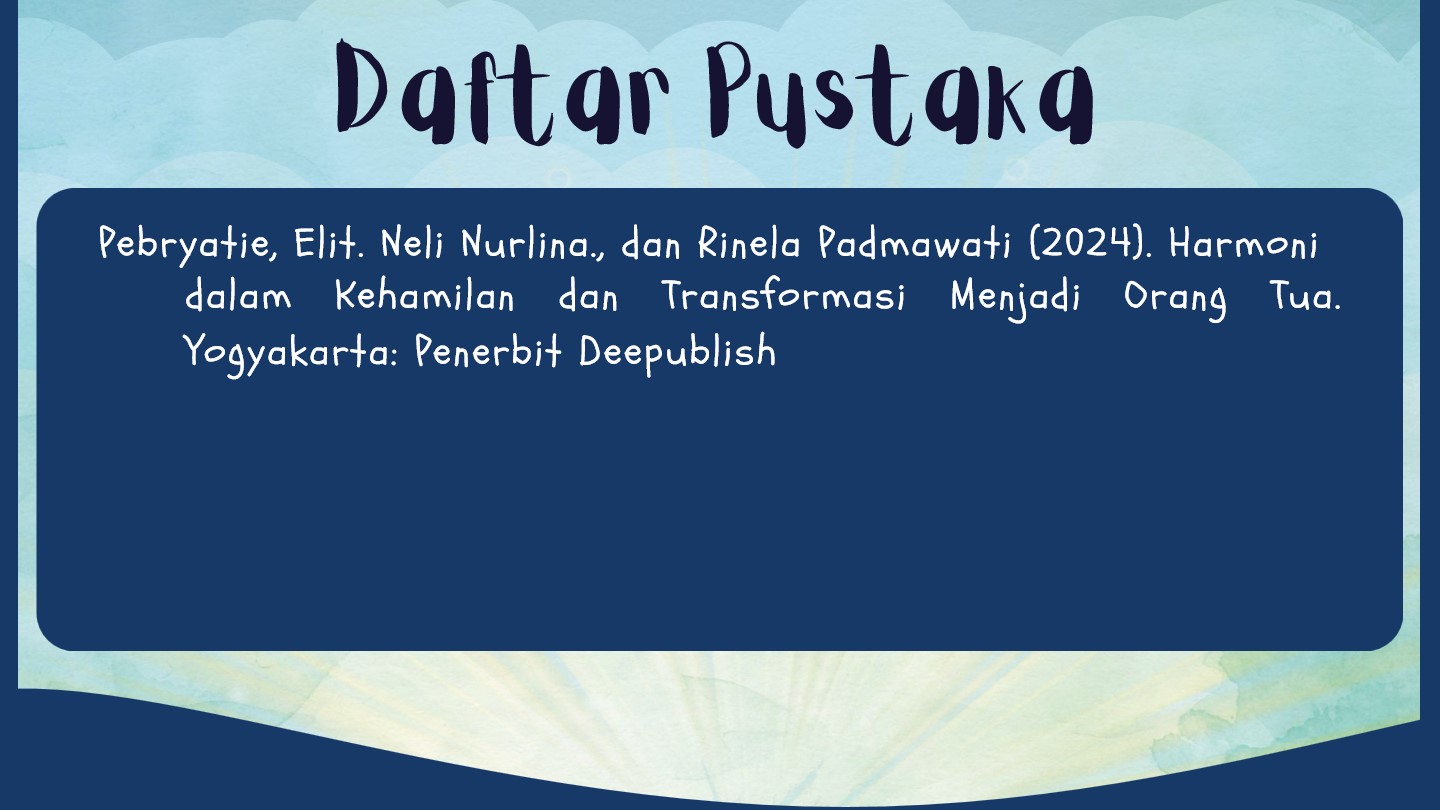 Daftar Pustaka
Pebryatie, Elit. Neli Nurlina., dan Rinela Padmawati (2024). Harmoni
dalam Kehamilan dan Transformasi Menjadi Orang Tua.
Yogyakarta: Penerbit Deepublish